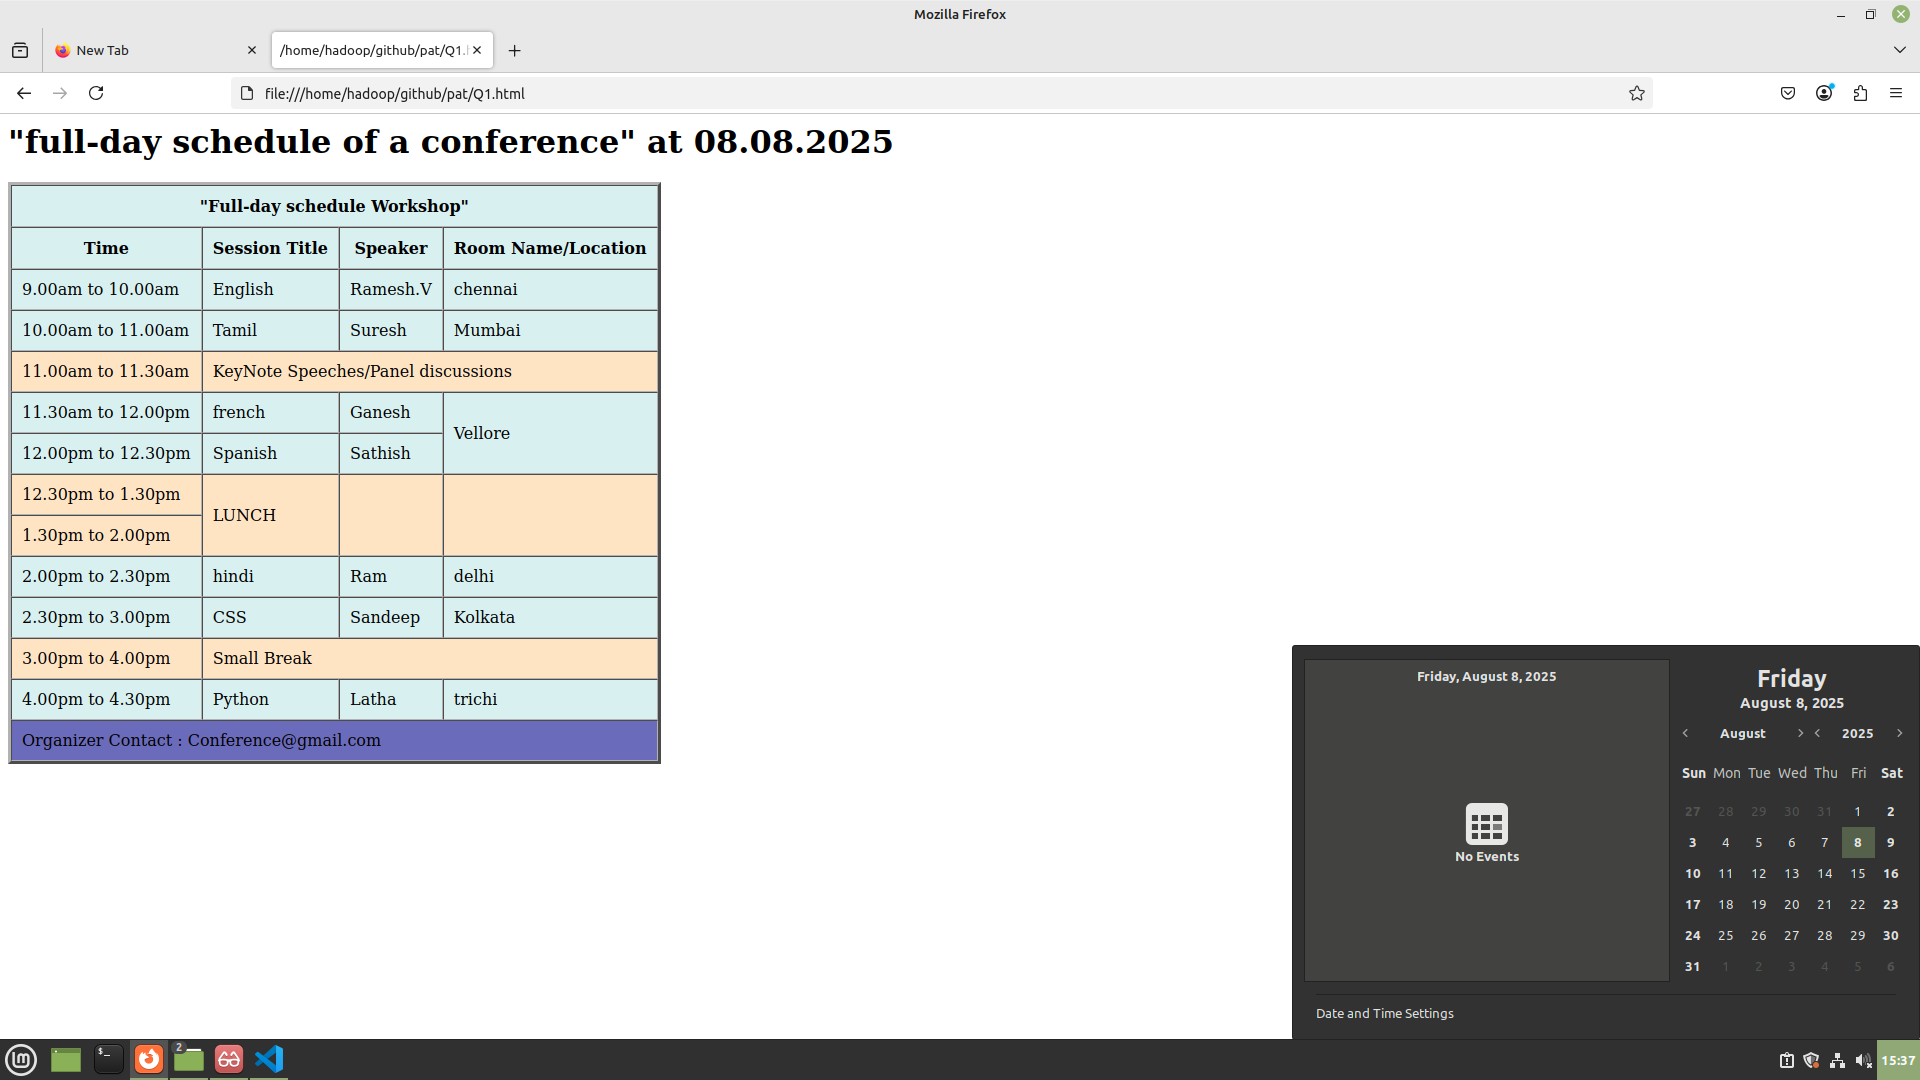 Mozilla Firefox
New Tab
/home/hadoop/github/pat/Q1.
file:///home/hadoop/github/pat/Q1.html
"full-day schedule of a conference" at 08.08.2025
"Full-day schedule Workshop"
Time Session Title Speaker Room Name/Location
9.00am to 10.00am English Ramesh.V chennai
10.00am to 11.00am Tamil Suresh Mumbai
11.00am to 11.30am KeyNote Speeches/Panel discussions
11.30am to 12.00pm french Ganesh
Vellore
12.00pm to 12.30pm Spanish Sathish
12.30pm to 1.30pm
LUNCH
1.30pm to 2.00pm
2.00pm to 2.30pm hindi Ram delhi
2.30pm to 3.00pm CSS Sandeep Kolkata
3.00pm to 4.00pm Small Break
4.00pm to 4.30pm Python Latha trichi
Organizer Contact : Conference@gmail.com
Friday, August 8, 2025
No Events
Friday
August 8, 2025
August 2025
Sun Mon Tue Wed Thu Fri Sat
27 28 29 30 31 1 2
3 4 5 6 7 8 9
10 11 12 13 14 15 16
17 18 19 20 21 22 23
24 25 26 27 28 29 30
31 1 2 3 4 5 6
Date and Time Settings
2
15:37